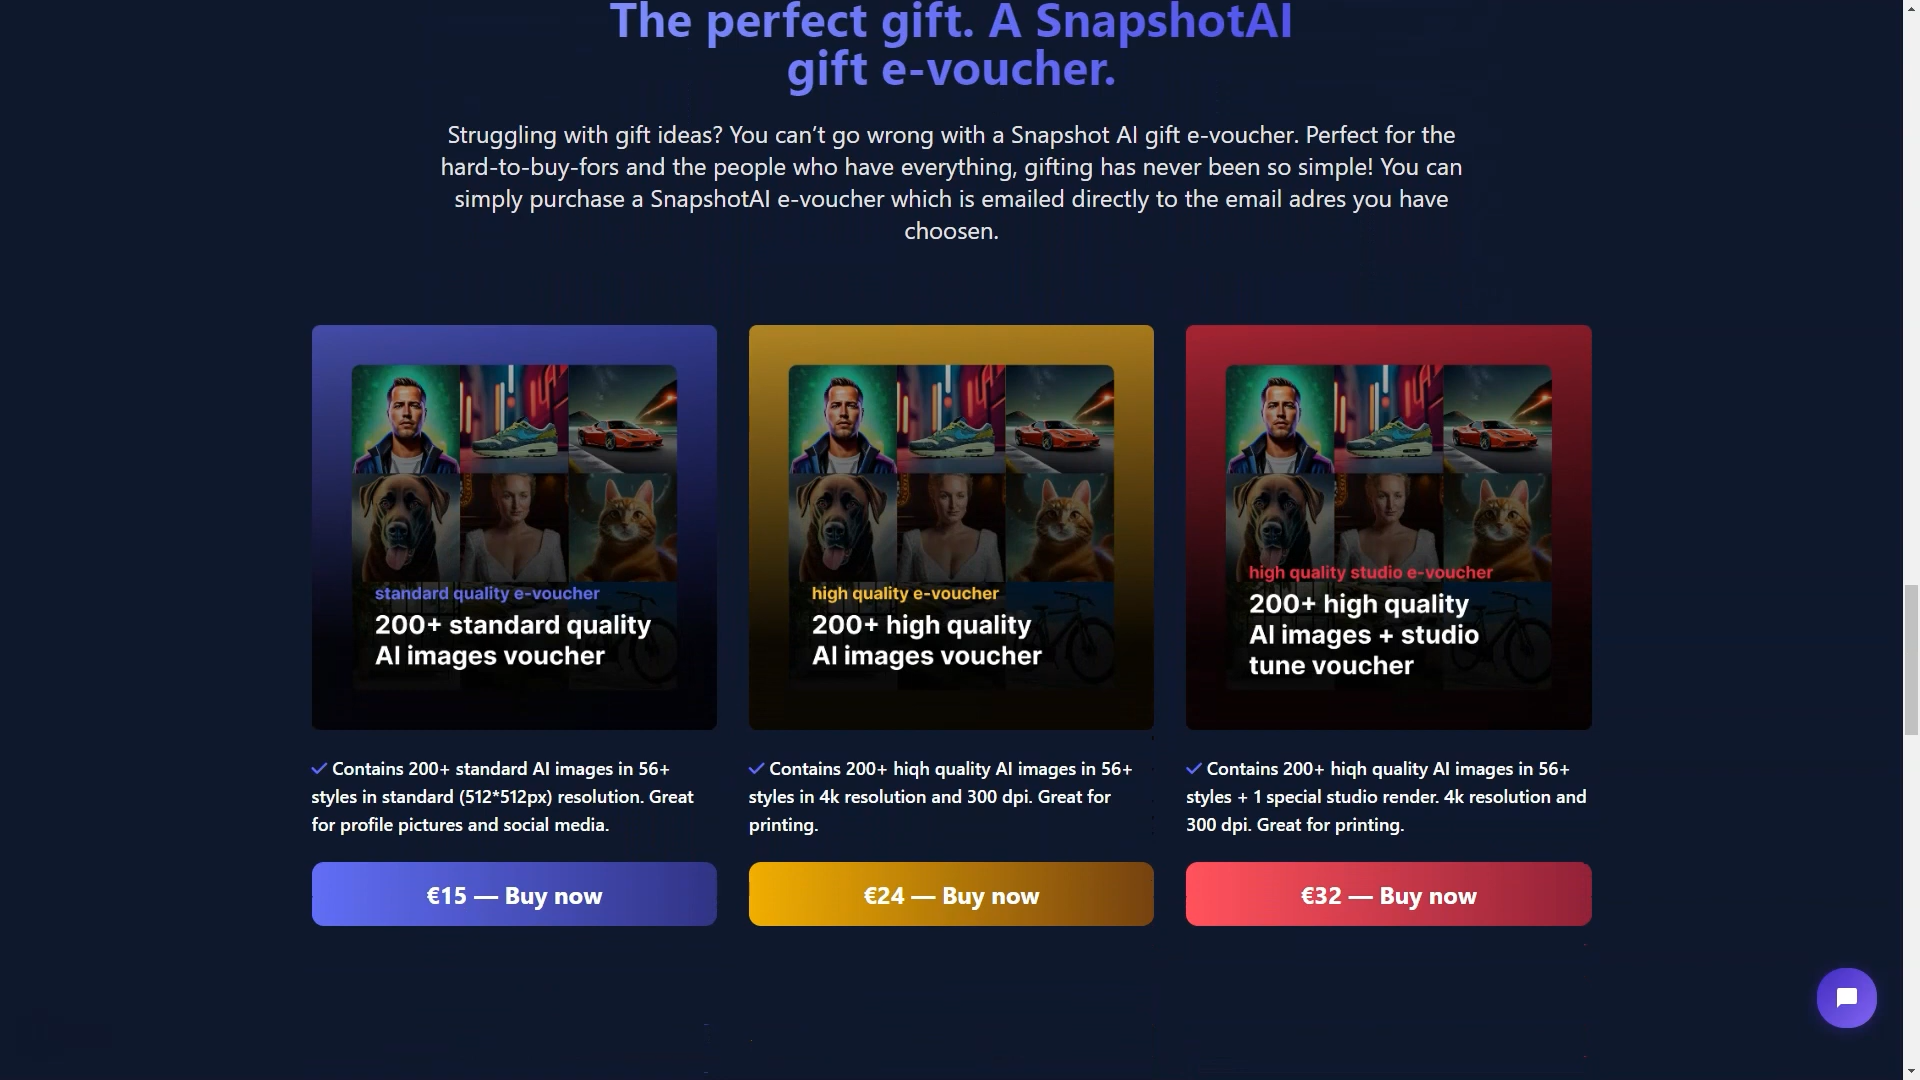 The perfect gift. A SnapshotAI
gift e-voucher.
Struggling with gift ideas? You can’t go wrong with a Snapshot AI gift e-voucher. Perfect for the
hard-to-buy-fors and the people who have everything, gifting has never been so simple! You can
simply purchase a SnapshotAI e-voucher which is emailed directly to the email adres you have
choosen.
standard quality e-voucher
200+ standard quality
AI images voucher
high quality e-voucher
200+ high quality
AI images voucher
high quality studio e-voucher
200+ high quality
AI images + studio
tune voucher
Contains 200+ standard AI images in 56+
styles in standard (512*512px) resolution. Great
for profile pictures and social media.
Contains 200+ hiqh quality AI images in 56+
styles in 4k resolution and 300 dpi. Great for
printing.
Contains 200+ hiqh quality AI images in 56+
styles + 1 special studio render. 4k resolution and
300 dpi. Great for printing.
€15 — Buy now
€24 — Buy now
€32 — Buy now